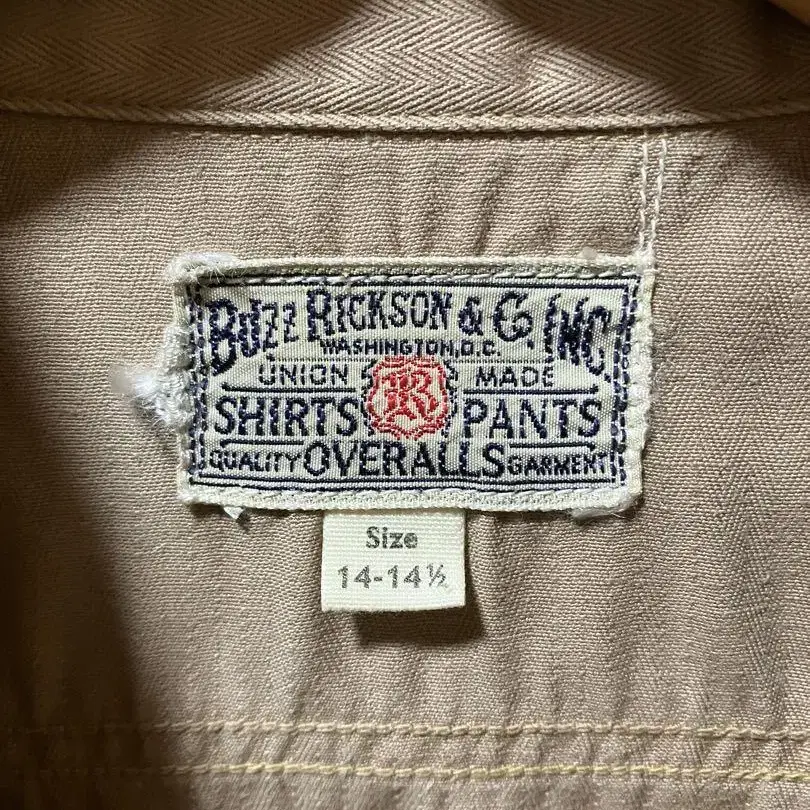 BUZZ RICKSON & Co. INC.
WASHINGTON, D.C.
UNION MADE
R
SHIRTS PANTS
QUALITY OVERALLS GARMENT
Size
14-14½